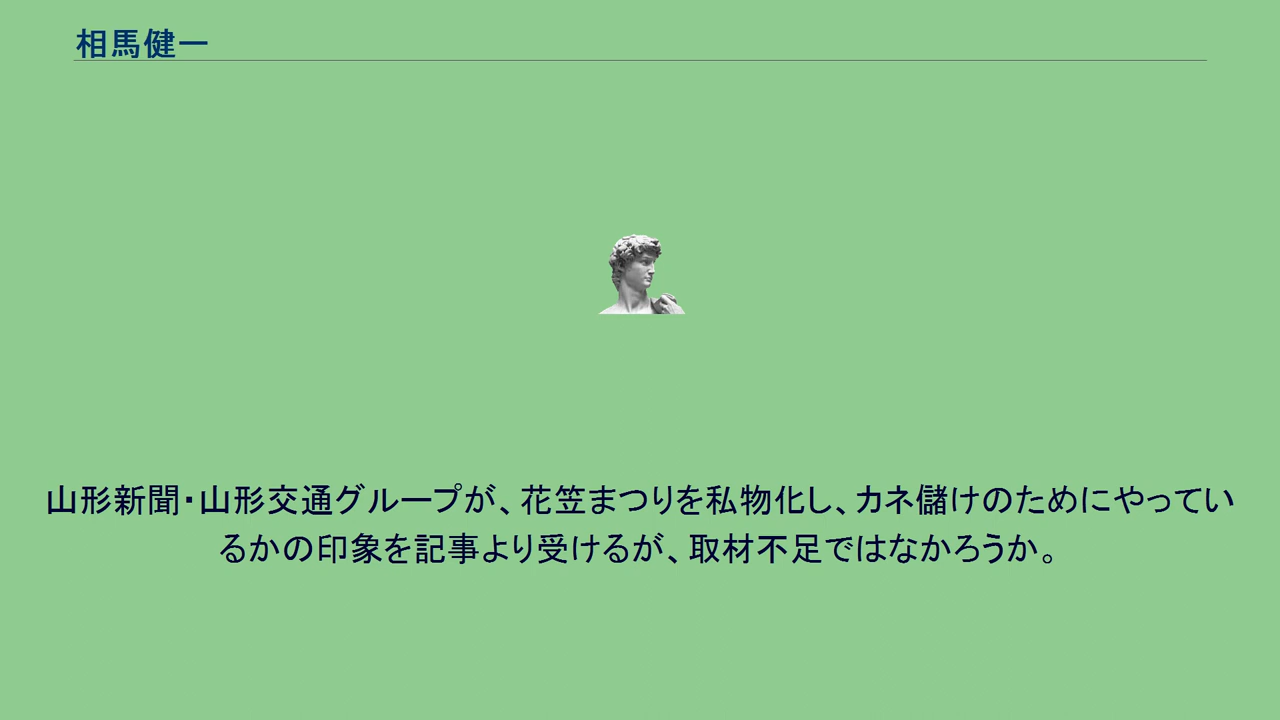 相馬健一
山形新聞・山形交通グループが、花笠まつりを私物化し、カネ儲けのためにやってい
るかの印象を記事より受けるが、取材不足ではなかろうか。